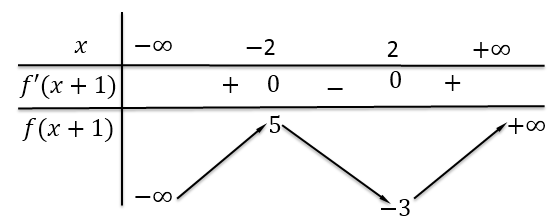 x −∞ −2 2 +∞
f′(x + 1) + 0 − 0 +
f(x + 1) 5 +∞
−∞ −3